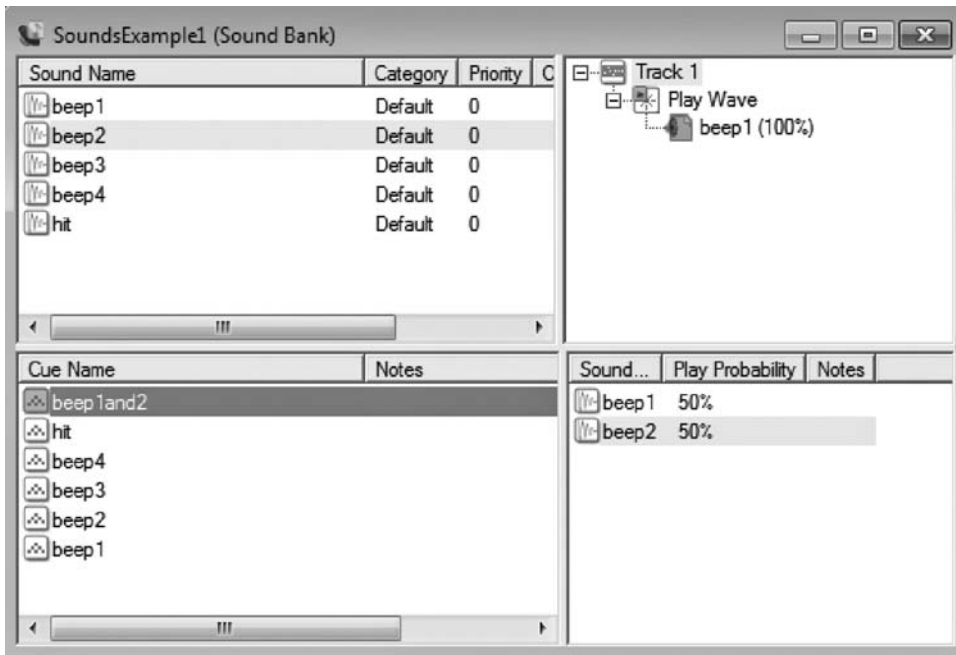 SoundsExample1 (Sound Bank)
Sound Name Category Priority C
beep1 Default 0
beep2 Default 0
beep3 Default 0
beep4 Default 0
hit Default 0
Track 1
Play Wave
beep1 (100%)
Cue Name Notes
beep1and2
hit
beep4
beep3
beep2
beep1
Sound... Play Probability Notes
beep1 50%
beep2 50%